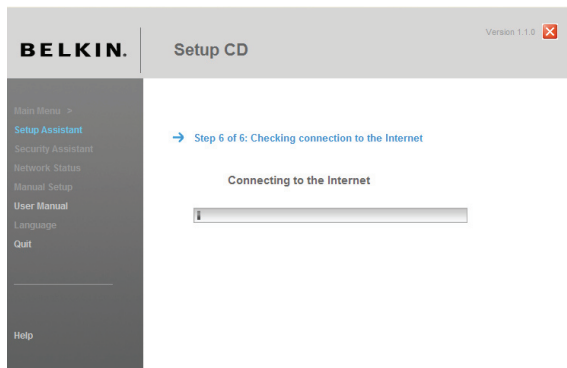 BELKIN.
Setup CD
Version 1.1.0
Main Menu >
Setup Assistant
Security Assistant
Network Status
Manual Setup
User Manual
Language
Quit
Help
Step 6 of 6: Checking connection to the Internet
Connecting to the Internet